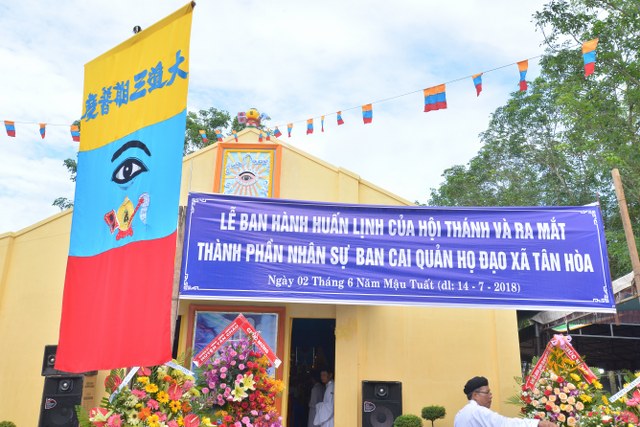 大道三期普度
LỄ BAN HÀNH HUẤN LỊNH CỦA HỘI THÁNH VÀ RA MẮT
THÀNH PHẦN NHÂN SỰ BAN CAI QUẢN HỌ ĐẠO XÃ TÂN HÒA
Ngày 02 Tháng 6 Năm Mậu Tuất (dl: 14 - 7 - 2018)